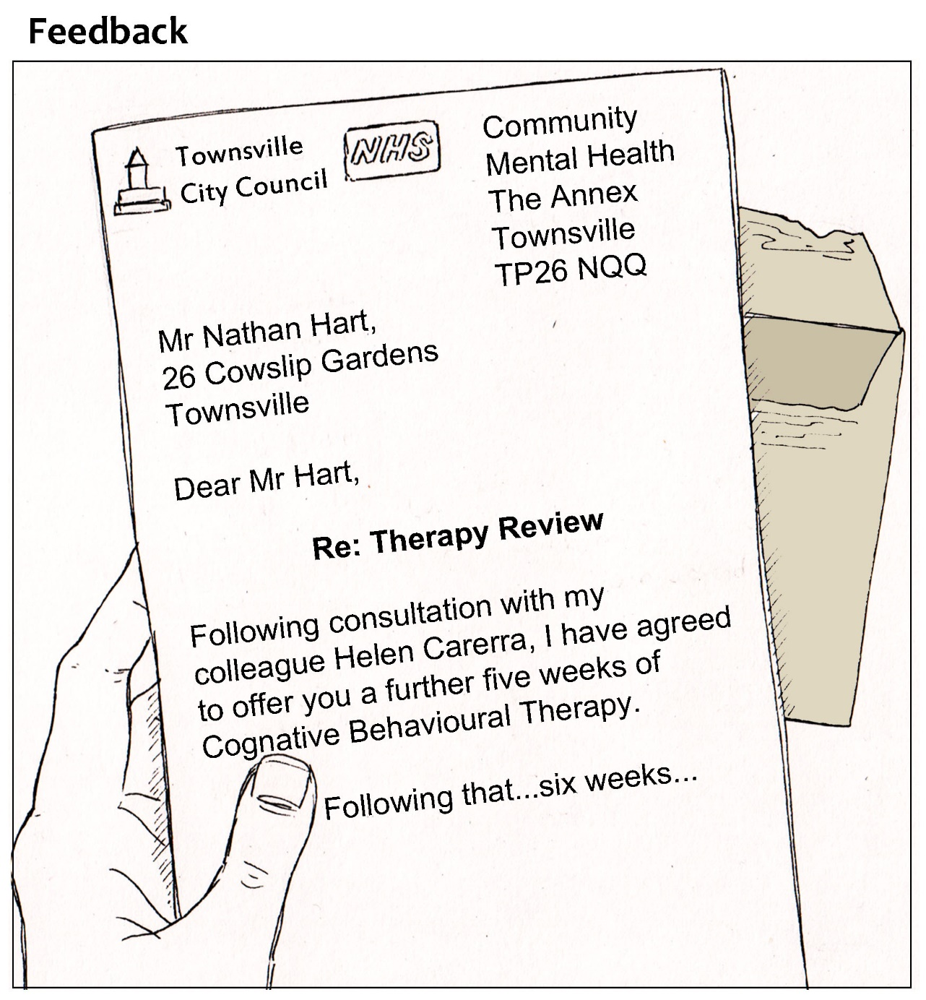 Feedback
Townsville
City Council
NHS
Community
Mental Health
The Annex
Townsville
TP26 NQQ
Mr Nathan Hart,
26 Cowslip Gardens
Townsville
Dear Mr Hart,
Re: Therapy Review
Following consultation with my
colleague Helen Carerra, I have agreed
to offer you a further five weeks of
Cognative Behavioural Therapy.
Following that...six weeks...